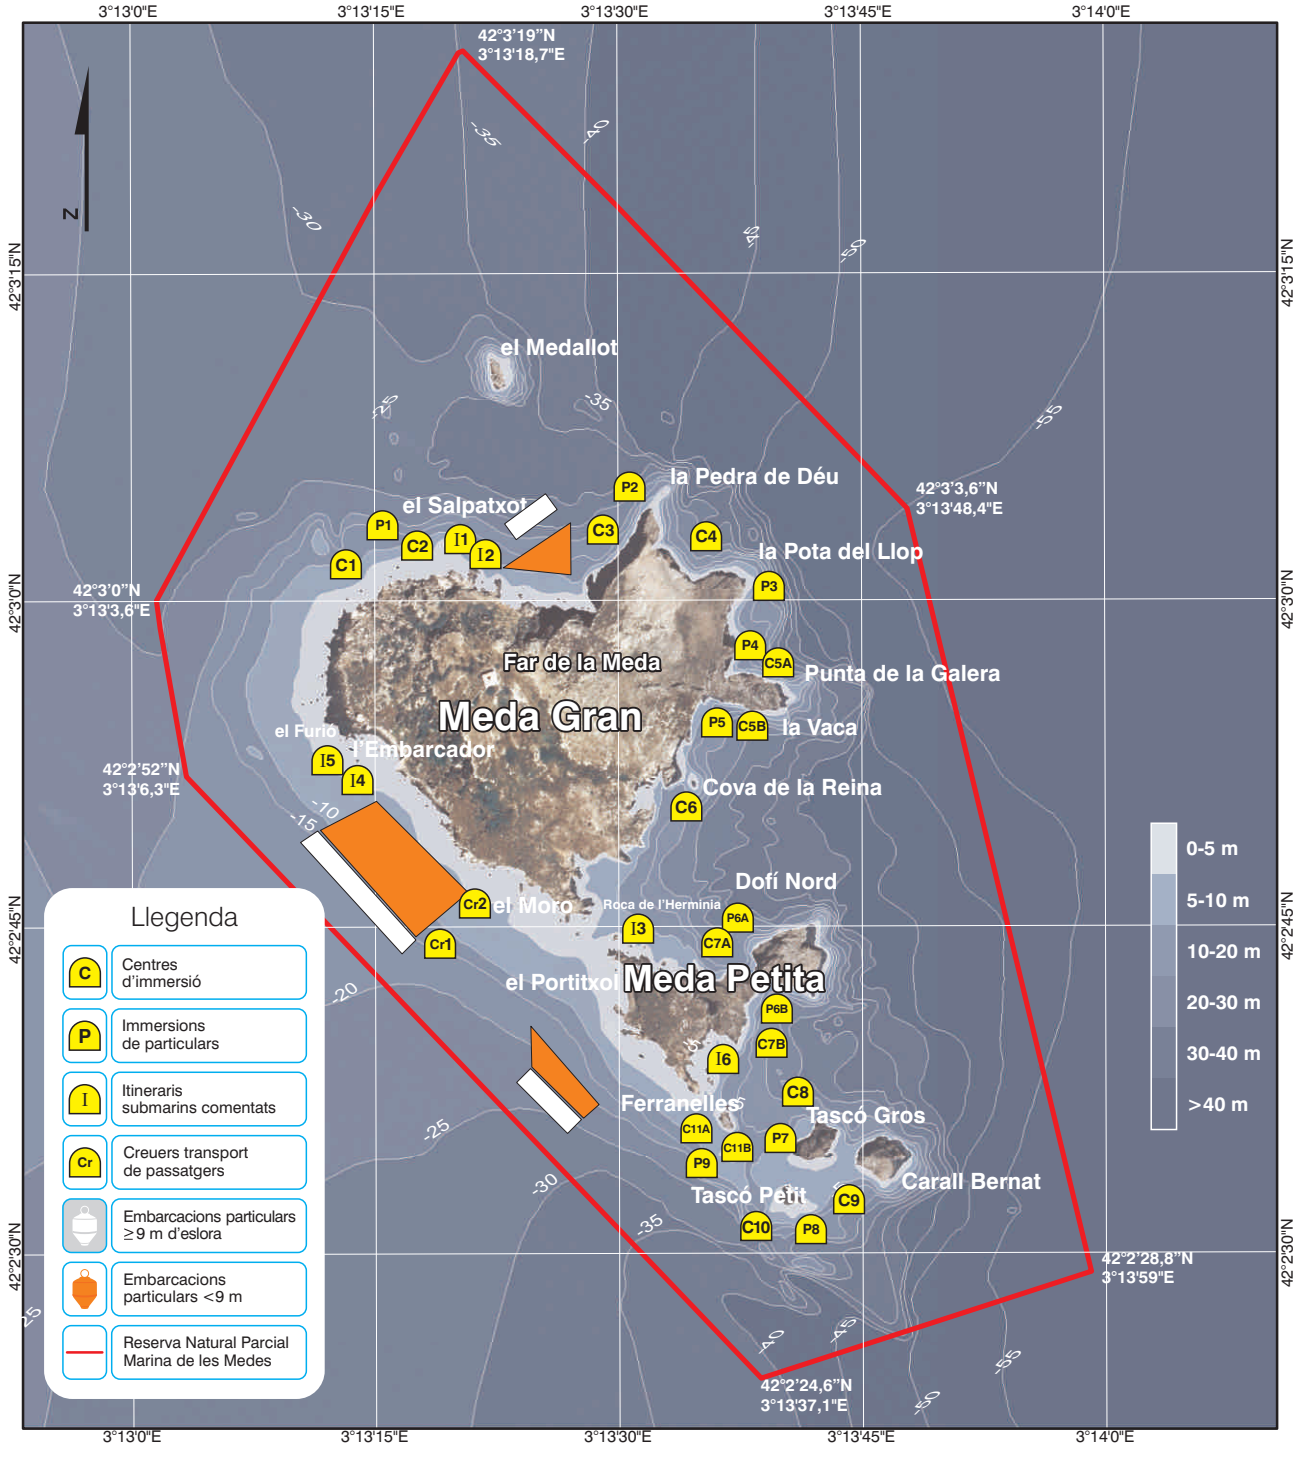 3°13'0"E
3°13'15"E
3°13'30"E
3°13'45"E
3°14'0"E
42°3'19”N
3°13'18,7"E
-35
-40
N
-30
-45
-50
42°3'15"N
42°3'15"N
el Medallot
-25
-35
-55
P2
la Pedra de Déu
42°3'3,6”N
3°13'48,4”E
el Salpatxot
P1
C3
C4
C2
I1
I2
la Pota del Llop
C1
P3
42°3'0”N
3°13'3,6"E
42°3'0"N
42°3'0"N
P4
Far de la Meda
C5A
Punta de la Galera
Meda Gran
P5
C5B
la Vaca
el Furió
l'Embarcador
I5
I4
42°2'52”N
3°13'6,3"E
Cova de la Reina
C6
-10
-15
0-5 m
5-10 m
10-20 m
20-30 m
30-40 m
>40 m
Dofí Nord
Cr2
el Moro
Roca de l'Hermínia
P6A
I3
C7A
Cr1
42°2'45"N
42°2'45"N
el Portitxol
Meda Petita
-20
P6B
C7B
-5
I6
C8
Ferranelles
-5
Tascó Gros
-25
C11A
P7
C11B
P9
Carall Bernat
-30
Tascó Petit
-5
C9
-35
C10
P8
42°2'30"N
42°2'30"N
42°2'28,8”N
3°13'59"E
-25
-40
-45
-55
-50
42°2'24,6”N
3°13'37,1"E
Llegenda
C
Centres
d'immersió
P
Immersions
de particulars
I
Itineraris
submarins comentats
Cr
Creuers transport
de passatgers
Embarcacions particulars
≥9 m d'eslora
Embarcacions
particulars <9 m
Reserva Natural Parcial
Marina de les Medes
3°13'0"E
3°13'15"E
3°13'30"E
3°13'45"E
3°14'0"E